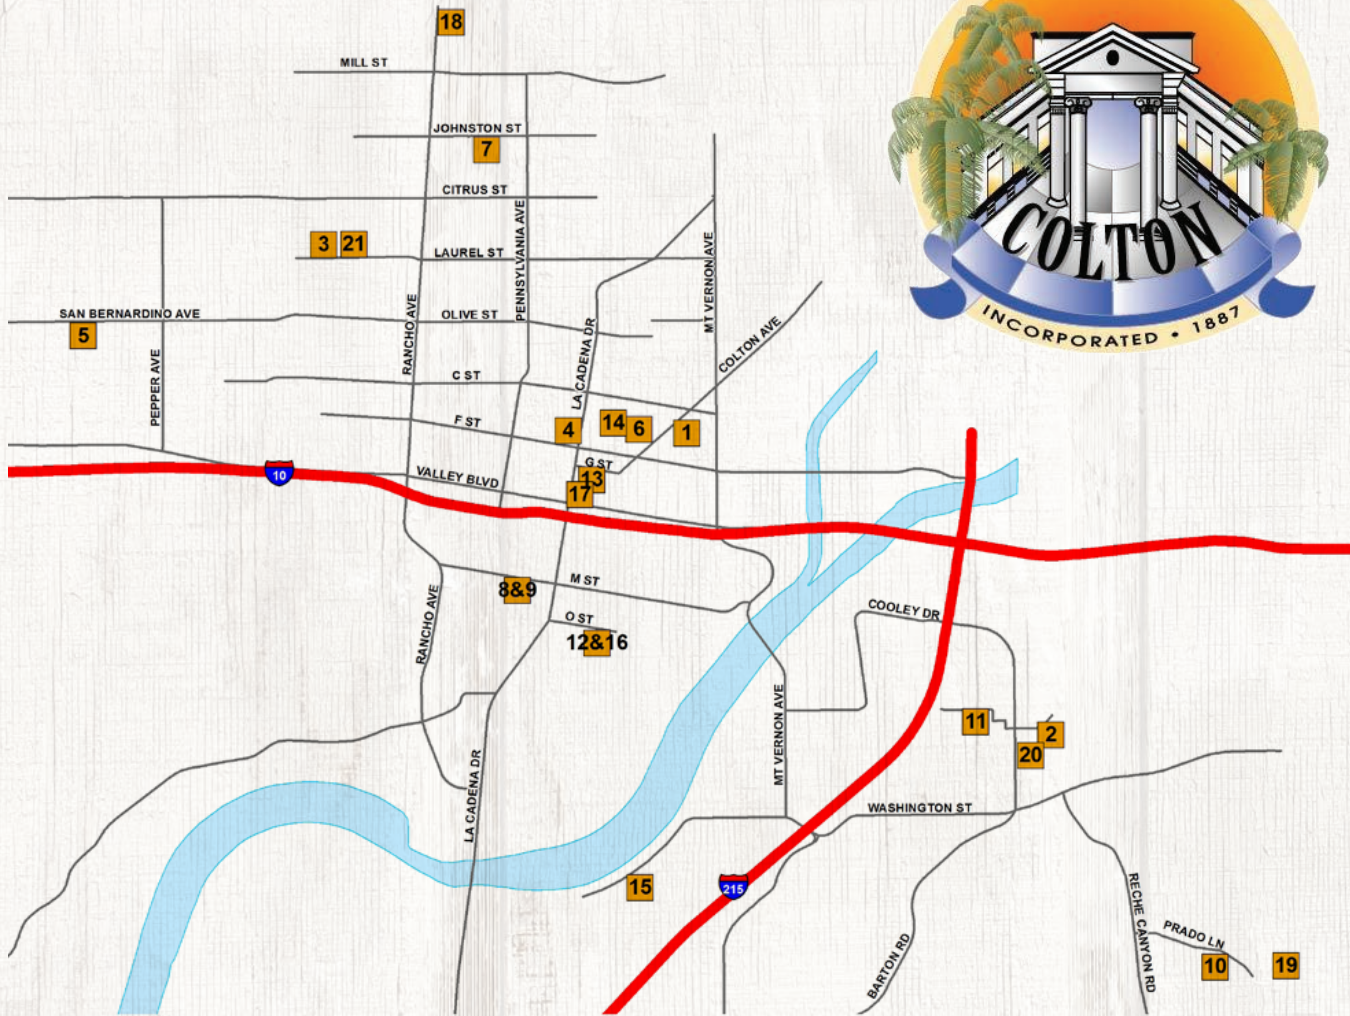 18
MILL ST
JOHNSTON ST
7
CITRUS ST
PENNSYLVANIA AVE
3
21
LAUREL ST
MT VERNON AVE
SAN BERNARDINO AVE
5
OLIVE ST
RANCHO AVE
PEPPER AVE
LA CADENA DR
COLTON AVE
C ST
F ST
4
14
6
1
G ST
13
17
VALLEY BLVD
10
COLTON
INCORPORATED • 1887
M ST
8&9
O ST
12&16
RANCHO AVE
COOLEY DR
MT VERNON AVE
11
2
20
LA CADENA DR
WASHINGTON ST
15
215
BARTON RD
RECHE CANYON RD
PRADO LN
10
19